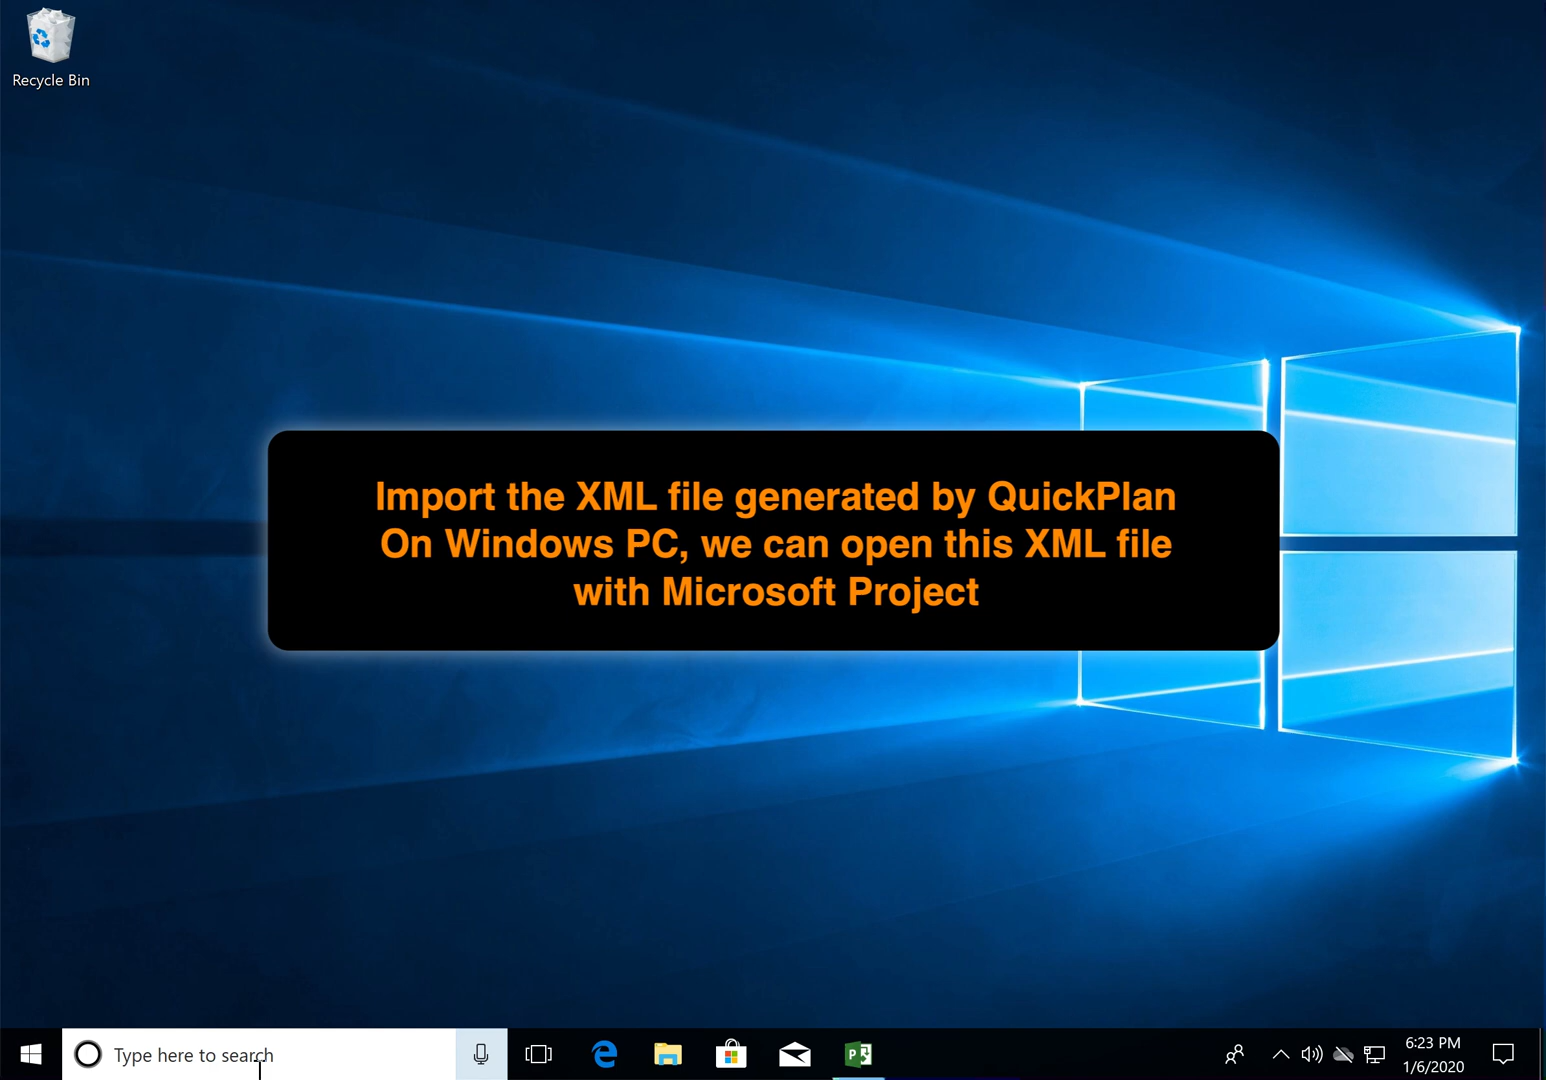 Recycle Bin
Import the XML file generated by QuickPlan
On Windows PC, we can open this XML file
with Microsoft Project
Type here to search
P
6:23 PM
1/6/2020